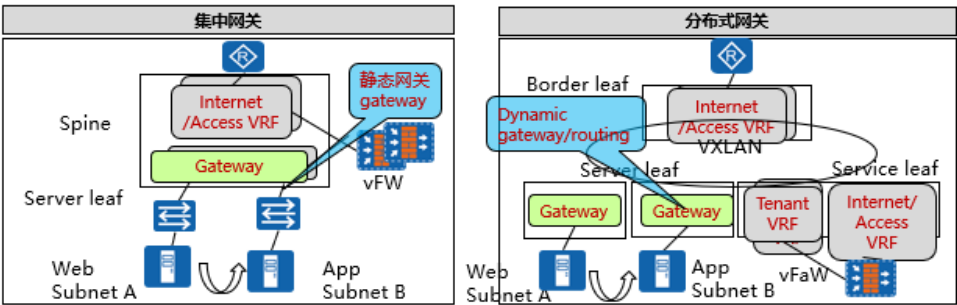 集中网关
分布式网关
R
静态网关
gateway
Internet
/Access VRF
Spine
Gateway
vFW
Server leaf
Web
Subnet A
App
Subnet B
R
Border leaf
Dynamic
gateway/routing
Internet
/Access VRF
VXLAN
Server leaf
Service leaf
Gateway
Gateway
Tenant
VRF
Internet/
Access
VRF
vFaW
Web
Subnet A
App
Subnet B